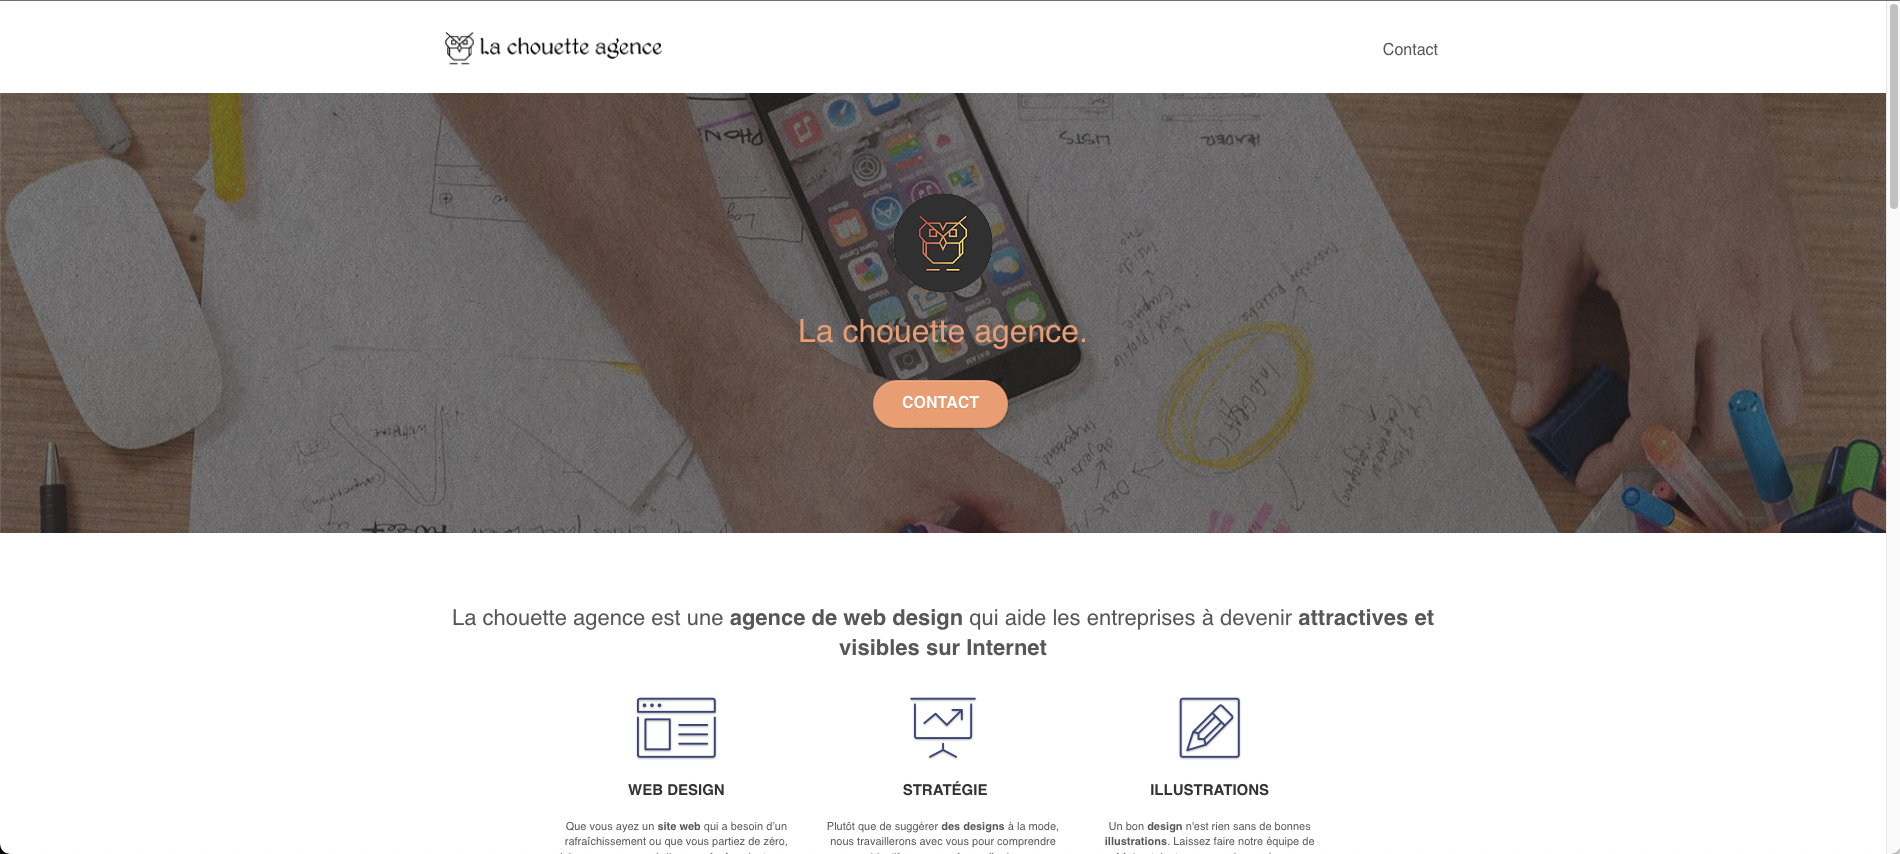 La chouette agence
Contact
PHON
LISTS
HEADER
La chouette agence.
CONTACT
La chouette agence est une agence de web design qui aide les entreprises à devenir attractives et
visibles sur Internet
WEB DESIGN
STRATÉGIE
ILLUSTRATIONS
Que vous ayez un site web qui a besoin d'un
rafraîchissement ou que vous partiez de zéro,
Plutôt que de suggérer des designs à la mode,
nous travaillerons avec vous pour comprendre
Un bon design n'est rien sans de bonnes
illustrations. Laissez faire notre équipe de